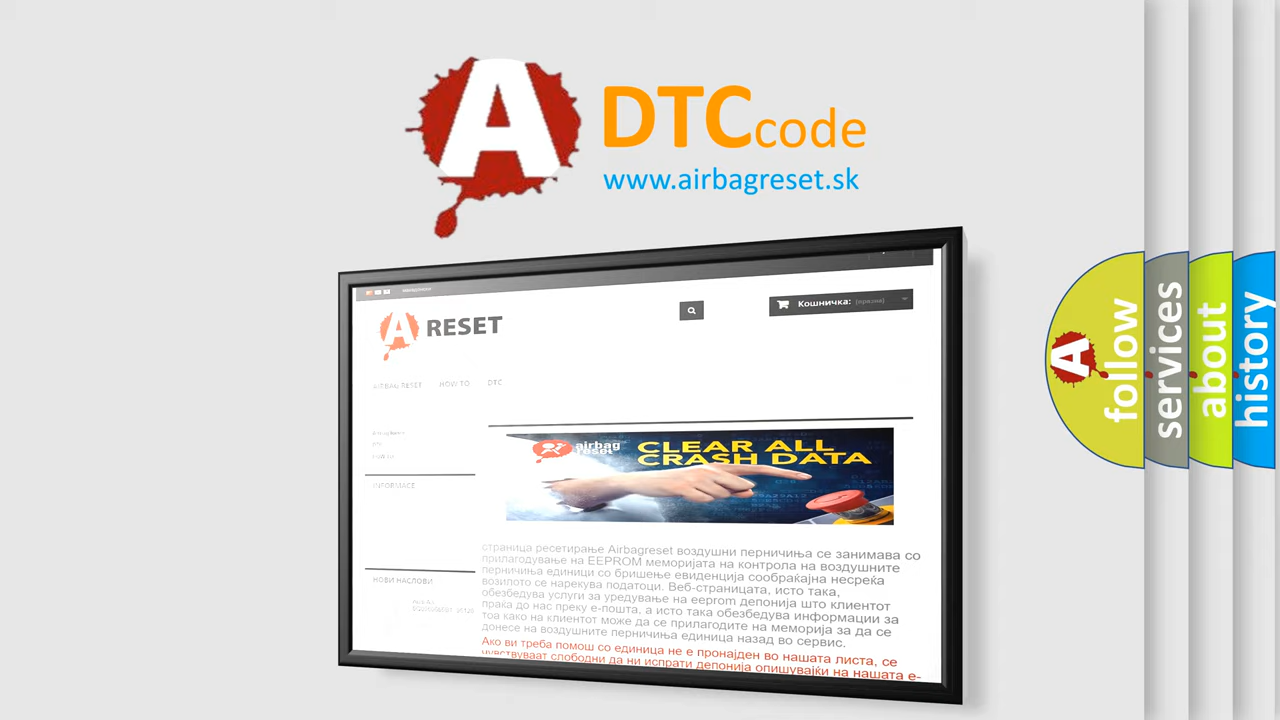 A
DTC code
www.airbagreset.sk
A RESET
Кошничка: (празна)
AIRBAG RESET HOW TO DTC
airbag reset
CLEAR ALL
CRASH DATA
INFORMACE
НОВИ НАСЛОВИ
страница ресетирање Airbagreset воздушни перничиња се занимава со
прилагодување на EEPROM меморијата на контрола на воздушните
перничиња единици со бришење евиденција сообраќајна несреќа
возилото се нарекува податоци. Веб-страницата, исто така,
обезбедува услуги за уредување на eeprom депонија што клиентот
праќа до нас преку е-пошта, а исто така обезбедува информации за
тоа како на клиентот може да се прилагодите на меморија за да се
донесе на воздушните перничиња единица назад во сервис.
Ако ви треба помош со единица не е пронајден во нашата листа, се
чувствуваат слободни да ни испрати депонија опишувајќи на нашата е-
A
follow
services
about
history